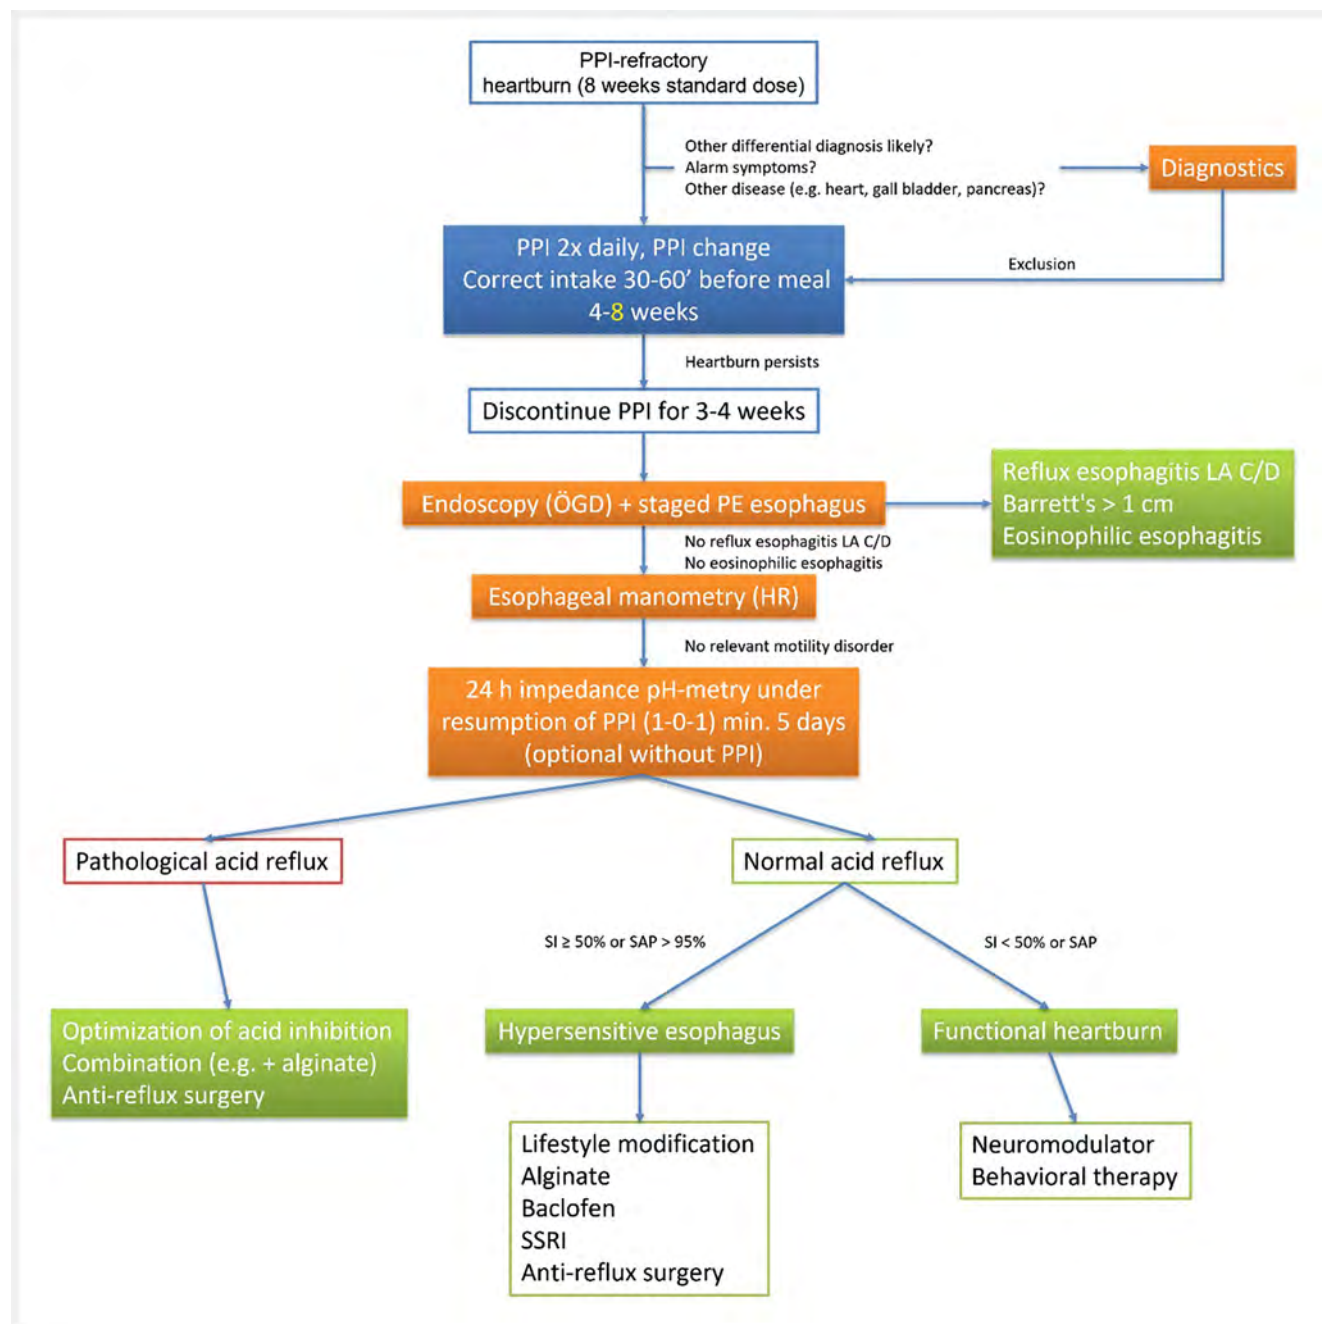 PPI-refractory
heartburn (8 weeks standard dose)
Other differential diagnosis likely?
Alarm symptoms?
Other disease (e.g. heart, gall bladder, pancreas)?
Diagnostics
PPI 2x daily, PPI change
Correct intake 30-60’ before meal
4-8 weeks
Exclusion
Heartburn persists
Discontinue PPI for 3-4 weeks
Endoscopy (ÖGD) + staged PE esophagus
Reflux esophagitis LA C/D
Barrett's > 1 cm
Eosinophilic esophagitis
No reflux esophagitis LA C/D
No eosinophilic esophagitis
Esophageal manometry (HR)
No relevant motility disorder
24 h impedance pH-metry under
resumption of PPI (1-0-1) min. 5 days
(optional without PPI)
Pathological acid reflux
Normal acid reflux
SI ≥ 50% or SAP > 95%
SI < 50% or SAP
Optimization of acid inhibition
Combination (e.g. + alginate)
Anti-reflux surgery
Hypersensitive esophagus
Functional heartburn
Lifestyle modification
Alginate
Baclofen
SSRI
Anti-reflux surgery
Neuromodulator
Behavioral therapy